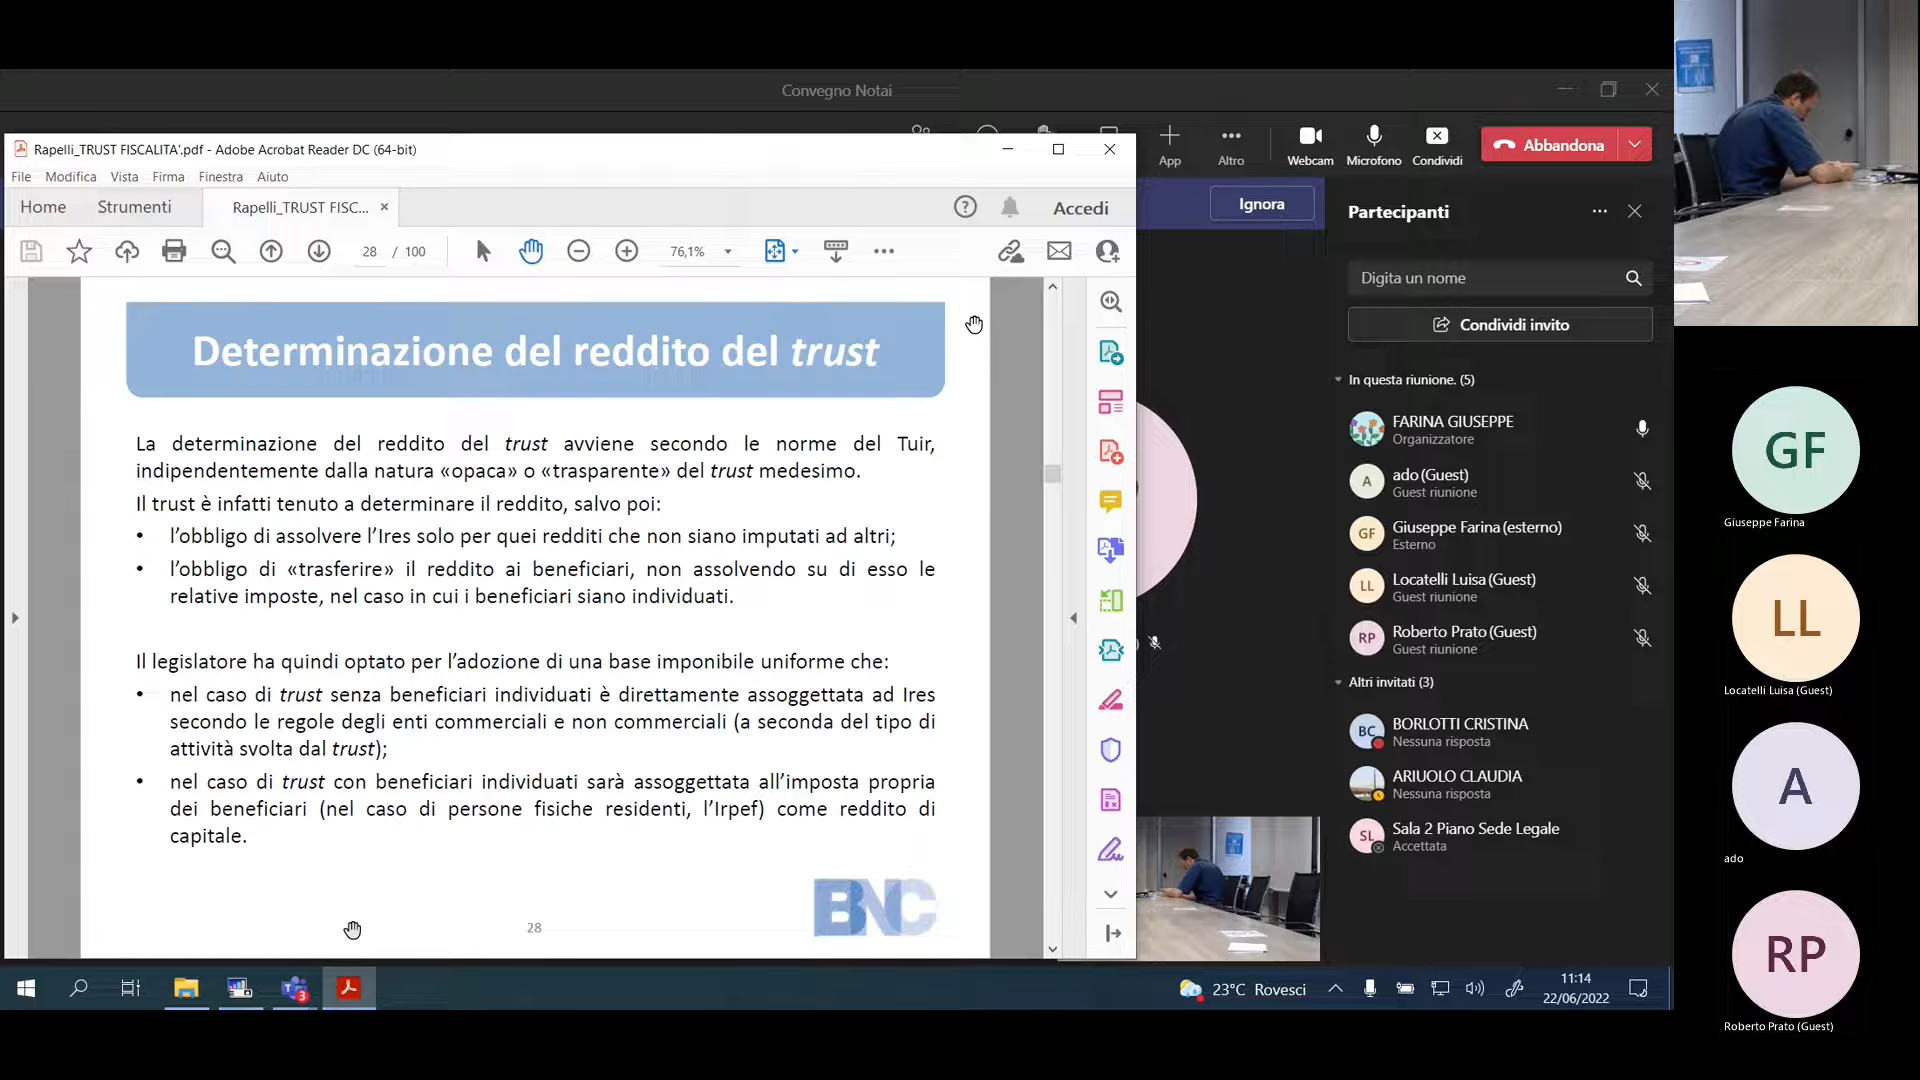 Convegno Notai
App
Altro
Webcam
Microfono
Condividi
Abbandona
Rapelli_TRUST FISCALITA'.pdf - Adobe Acrobat Reader DC (64-bit)
File Modifica Vista Firma Finestra Aiuto
Home Strumenti Rapelli_TRUST FISC... Accedi
28 / 100 76,1%
Ignora
Determinazione del reddito del trust
La determinazione del reddito del trust avviene secondo le norme del Tuir,
indipendentemente dalla natura «opaca» o «trasparente» del trust medesimo.
Il trust è infatti tenuto a determinare il reddito, salvo poi:
• l’obbligo di assolvere l’Ires solo per quei redditi che non siano imputati ad altri;
• l’obbligo di «trasferire» il reddito ai beneficiari, non assolvendo su di esso le
relative imposte, nel caso in cui i beneficiari siano individuati.
Il legislatore ha quindi optato per l’adozione di una base imponibile uniforme che:
• nel caso di trust senza beneficiari individuati è direttamente assoggettata ad Ires
secondo le regole degli enti commerciali e non commerciali (a seconda del tipo di
attività svolta dal trust);
• nel caso di trust con beneficiari individuati sarà assoggettata all’imposta propria
dei beneficiari (nel caso di persone fisiche residenti, l’Irpef) come reddito di
capitale.
28
BNC
Partecipanti
Digita un nome
Condividi invito
In questa riunione. (5)
FARINA GIUSEPPE
Organizzatore
A
ado (Guest)
Guest riunione
GF
Giuseppe Farina (esterno)
Esterno
LL
Locatelli Luisa (Guest)
Guest riunione
RP
Roberto Prato (Guest)
Guest riunione
Altri invitati (3)
BC
BORLOTTI CRISTINA
Nessuna risposta
ARIUOLO CLAUDIA
Nessuna risposta
SL
Sala 2 Piano Sede Legale
Accettata
GF
Giuseppe Farina
LL
Locatelli Luisa (Guest)
A
ado
RP
Roberto Prato (Guest)
3
23°C Rovesci
11:14
22/06/2022